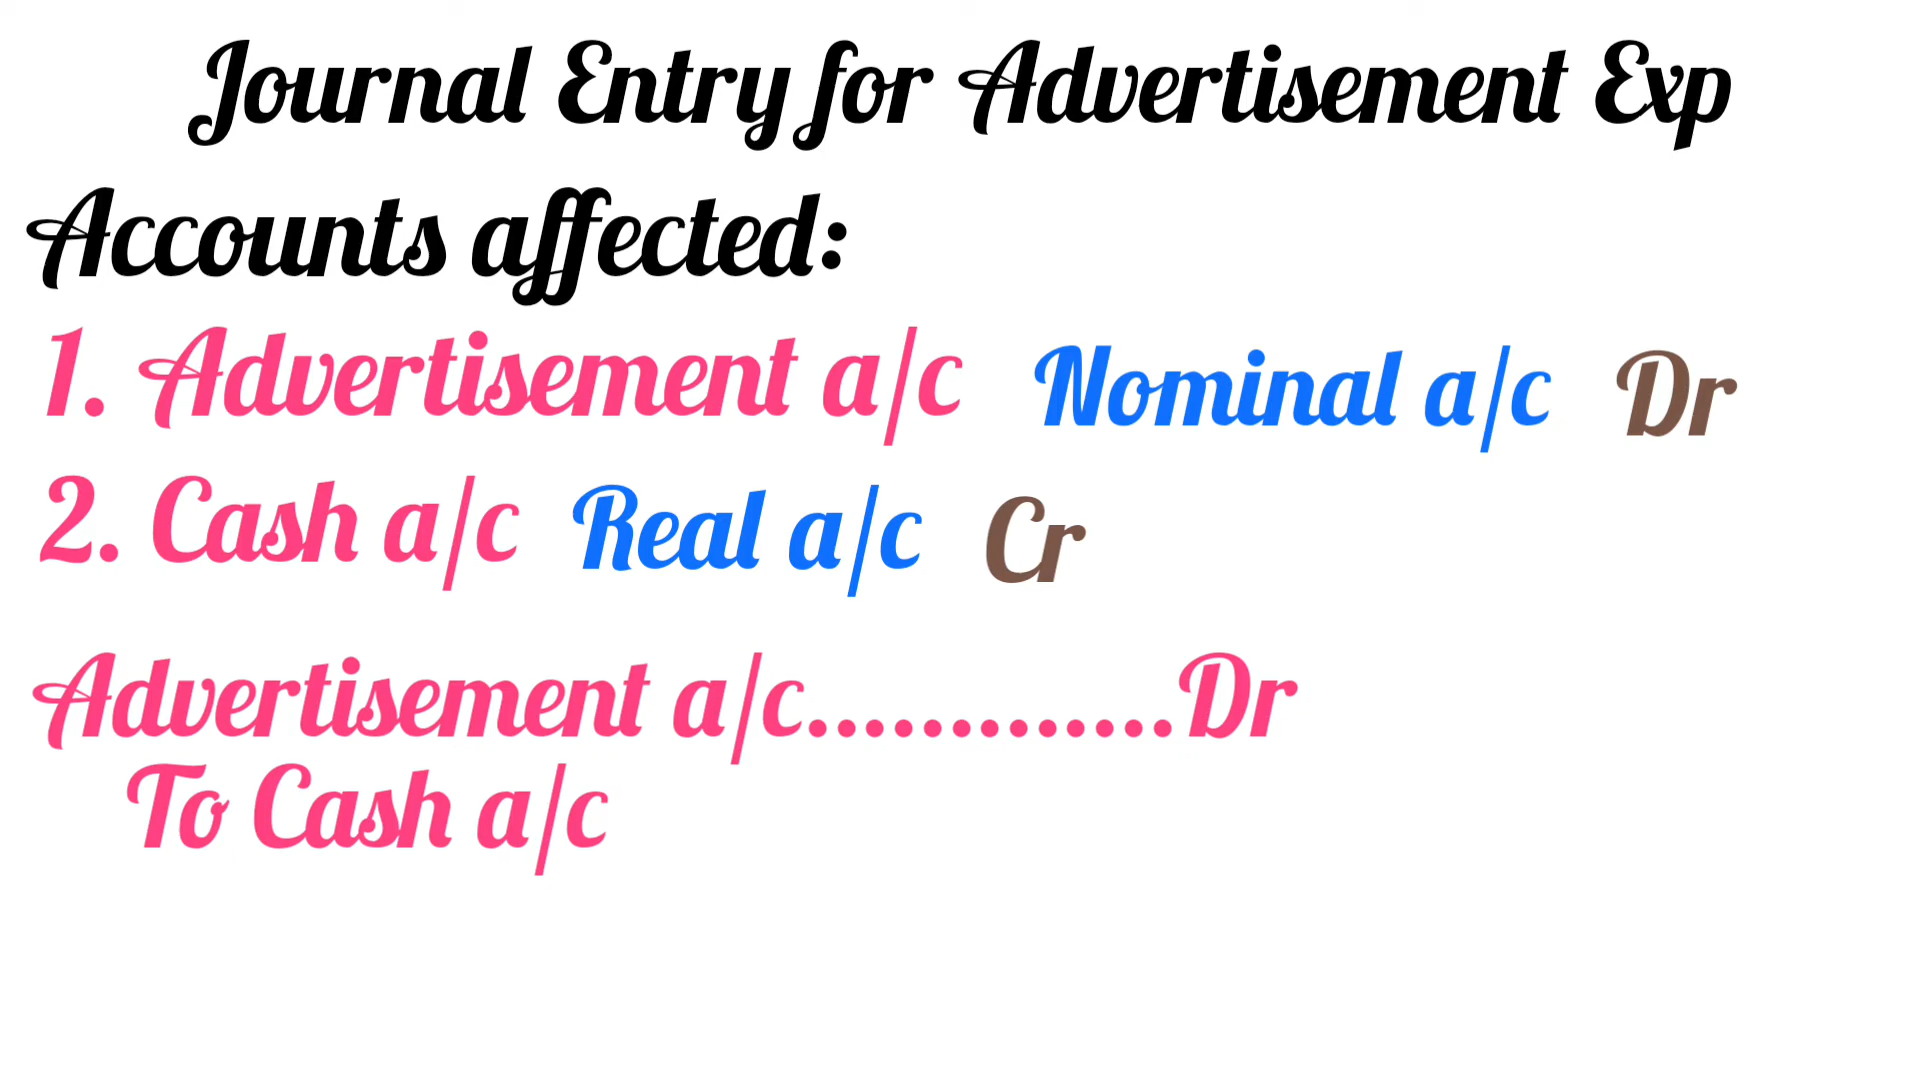 Journal Entry for Advertisement Exp
Accounts affected:
1. Advertisement a/c Nominal a/c Dr
2. Cash a/c Real a/c Cr
Advertisement a/c.............Dr
To Cash a/c